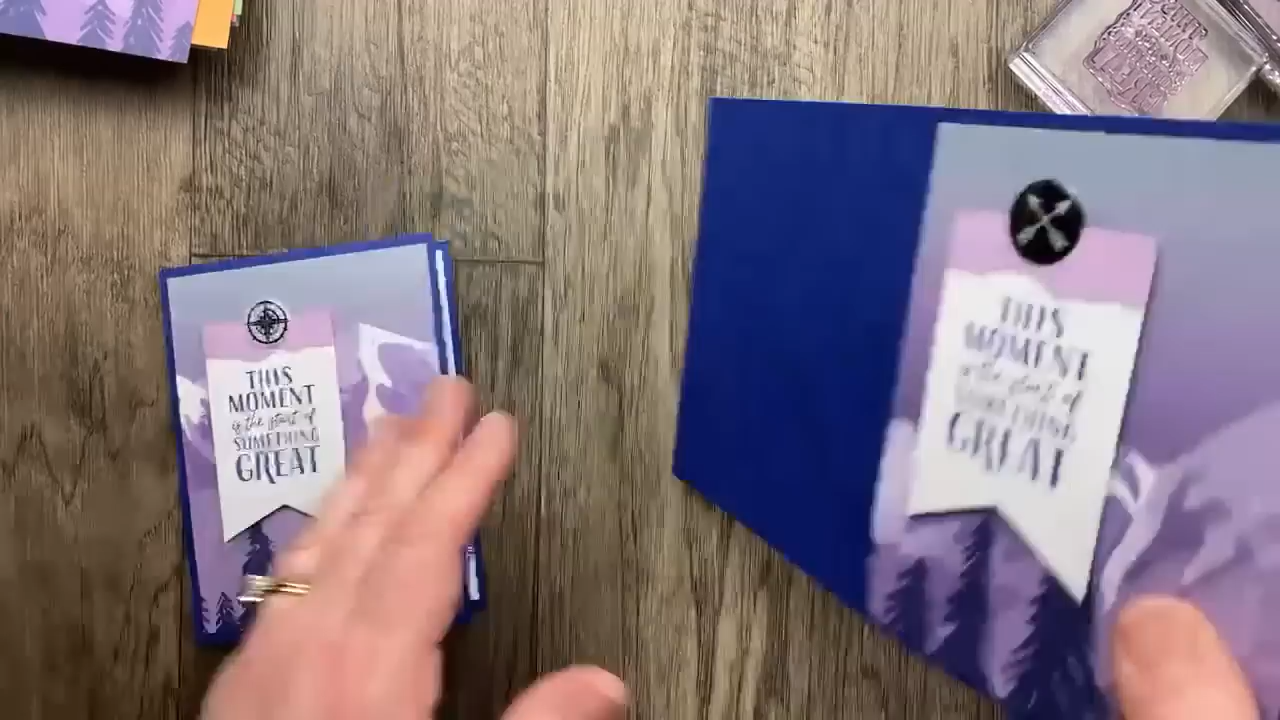 THIS
MOMENT
is the start of
SOMETHING
GREAT
THIS
MOMENT
is the start of
SOMETHING
GREAT